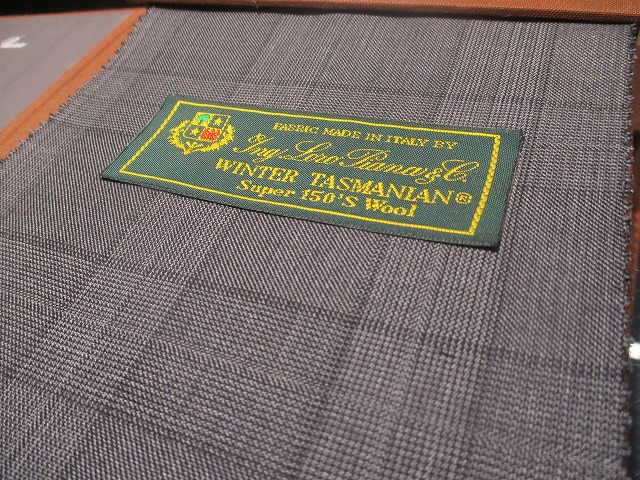 FABRIC MADE IN ITALY BY
Ing. Loro Piana & C.
WINTER TASMANIAN®
Super 150'S Wool